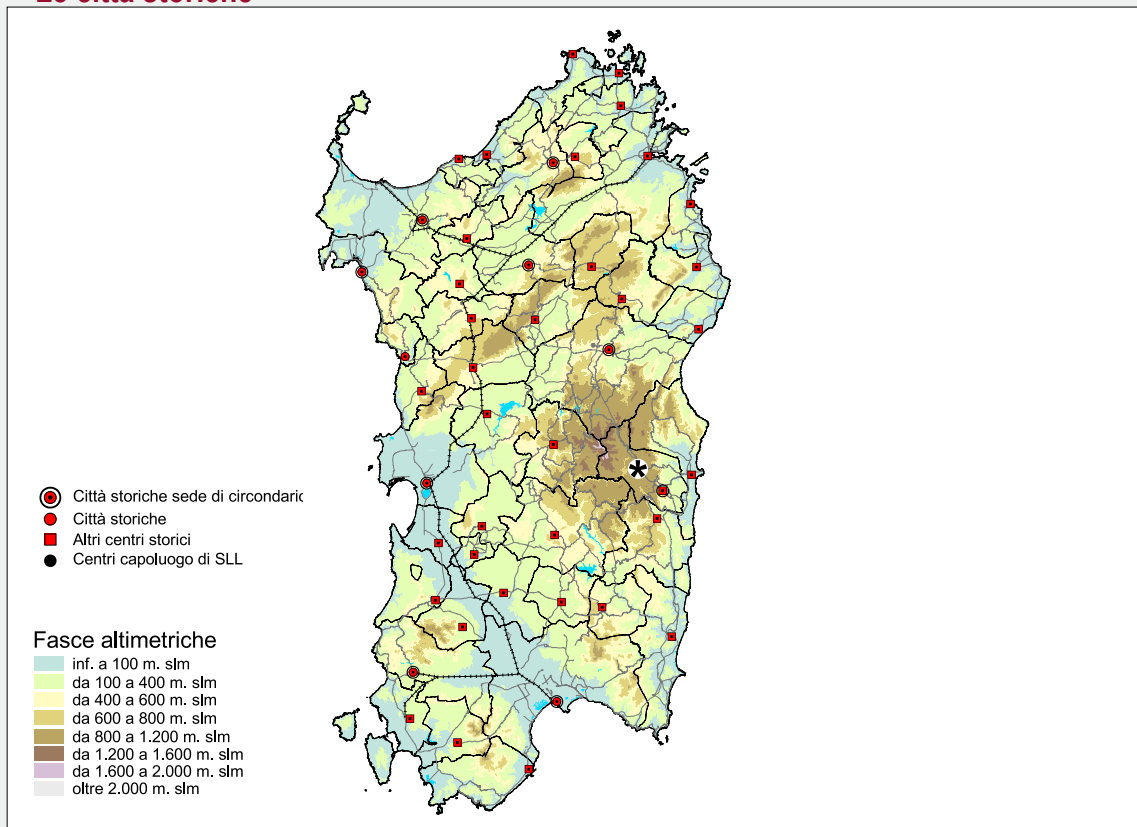 Città storiche sede di circondaric
Città storiche
Altri centri storici
Centri capoluogo di SLL
Fasce altimetriche
inf. a 100 m. slm
da 100 a 400 m. slm
da 400 a 600 m. slm
da 600 a 800 m. slm
da 800 a 1.200 m. slm
da 1.200 a 1.600 m. slm
da 1.600 a 2.000 m. slm
oltre 2.000 m. slm